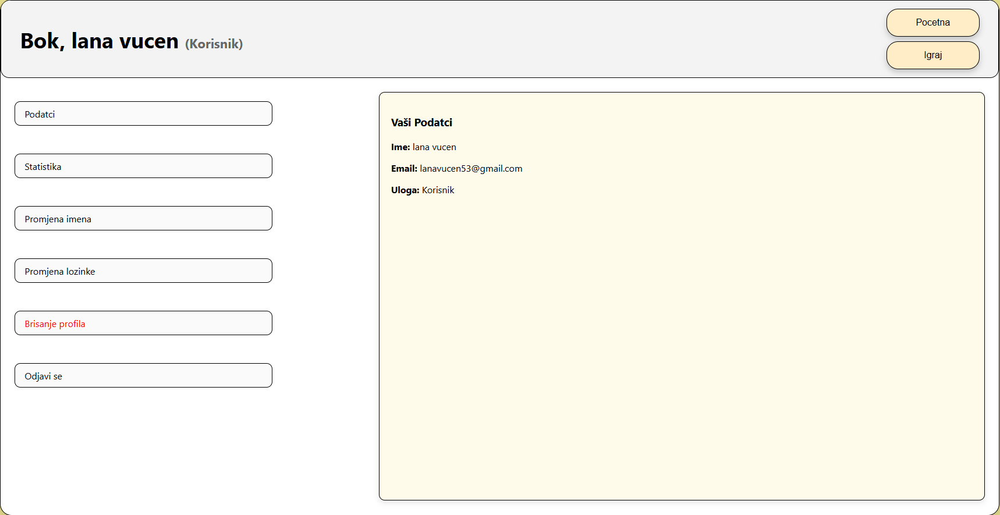 Bok, lana vucen (Korisnik)
Pocetna
Igraj
Podatci
Statistika
Promjena imena
Promjena lozinke
Brisanje profila
Odjavi se
Vaši Podatci
Ime: lana vucen
Email: lanavucen53@gmail.com
Uloga: Korisnik